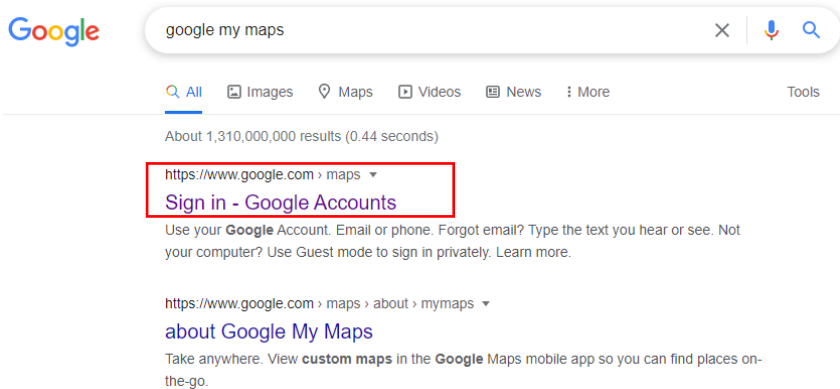 Google
google my maps
All Images Maps Videos News More Tools
About 1,310,000,000 results (0.44 seconds)
https://www.google.com › maps
Sign in - Google Accounts
Use your Google Account. Email or phone. Forgot email? Type the text you hear or see. Not
your computer? Use Guest mode to sign in privately. Learn more.
https://www.google.com › maps › about › mymaps
about Google My Maps
Take anywhere. View custom maps in the Google Maps mobile app so you can find places on-
the-go.